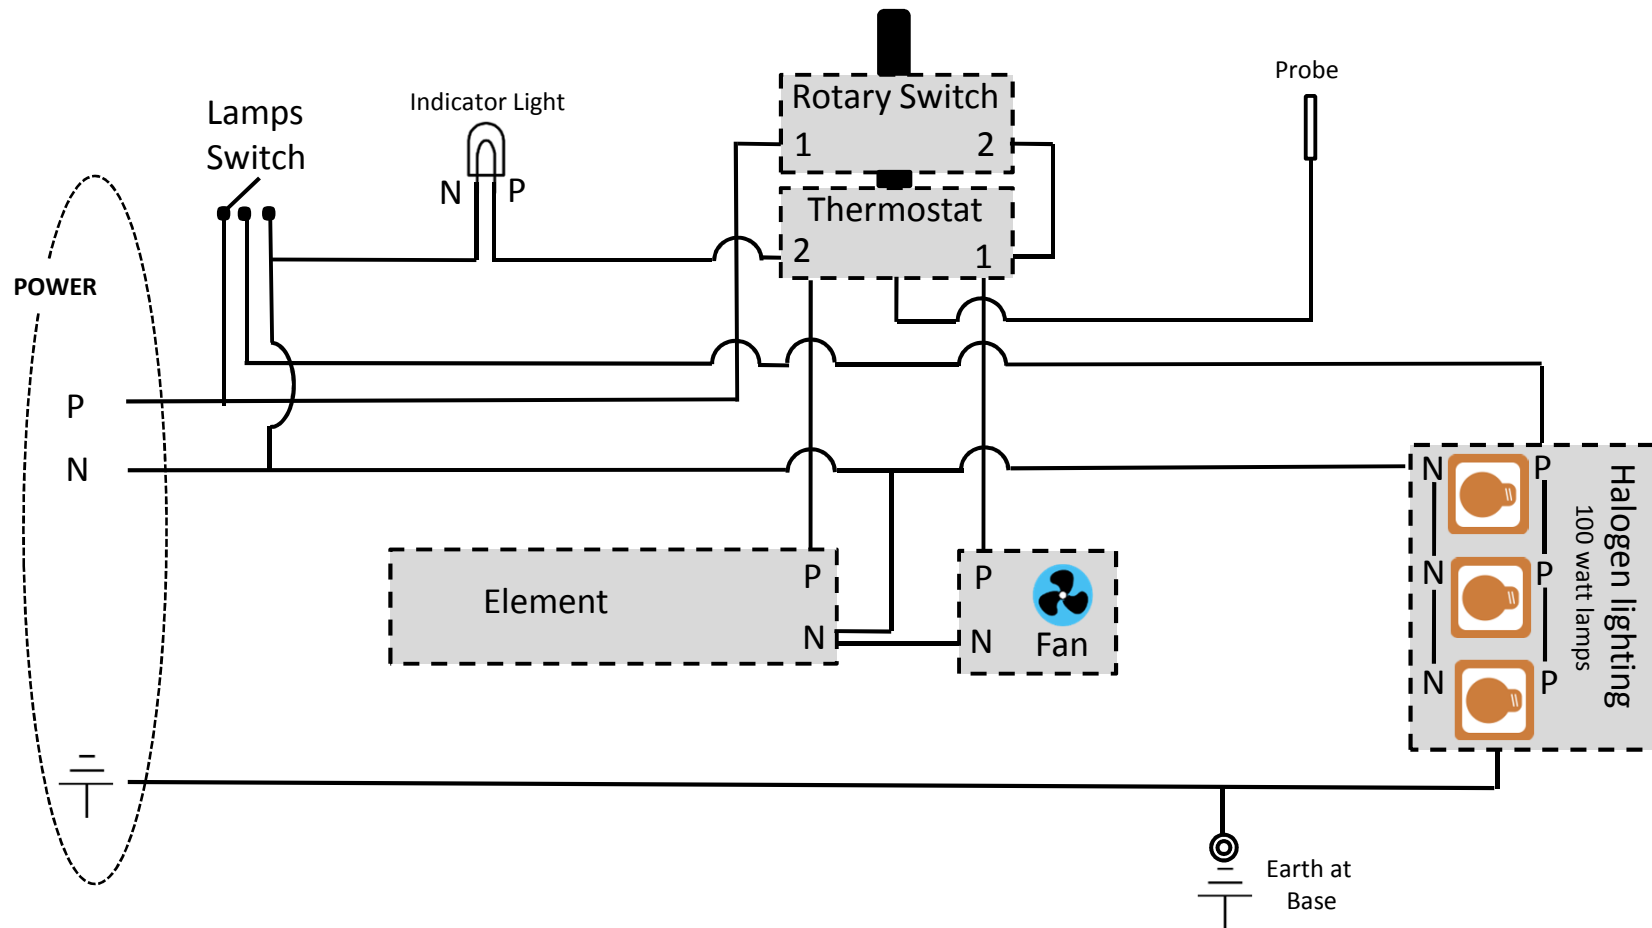 Probe
Rotary Switch
Indicator Light
Lamps
Switch
1
2
N
P
Thermostat
2
1
POWER
P
N
N
P
Halogen lighting
100 watt lamps
N
P
N
P
Element
P
N
P
N
Fan
Earth at
Base